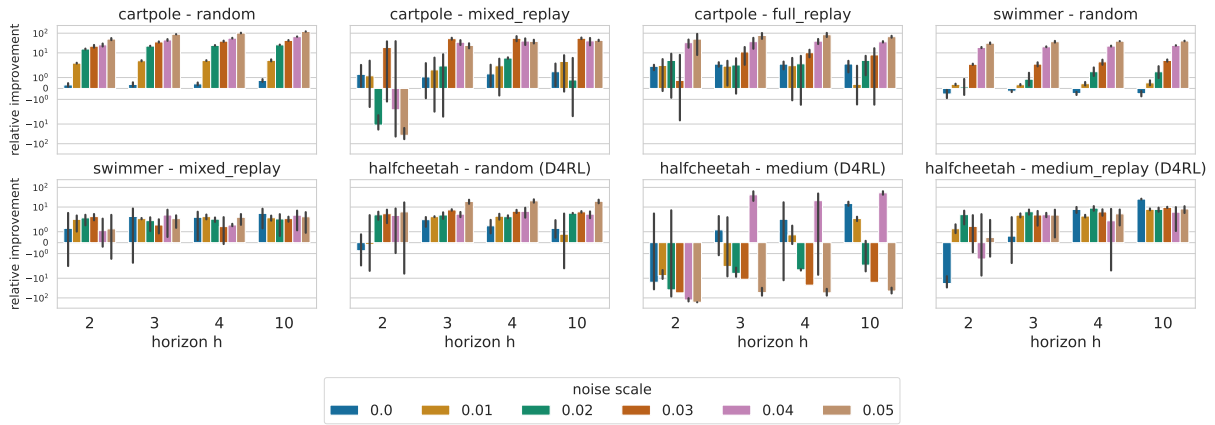 cartpole - random
cartpole - mixed_replay
cartpole - full_replay
swimmer - random
relative improvement
10²
10¹
10⁰
0
−10⁰
−10¹
−10²
swimmer - mixed_replay
halfcheetah - random (D4RL)
halfcheetah - medium (D4RL)
halfcheetah - medium_replay (D4RL)
relative improvement
10²
10¹
10⁰
0
−10⁰
−10¹
−10²
2 3 4 10
2 3 4 10
2 3 4 10
2 3 4 10
horizon h
horizon h
horizon h
horizon h
noise scale
0.0 0.01 0.02 0.03 0.04 0.05